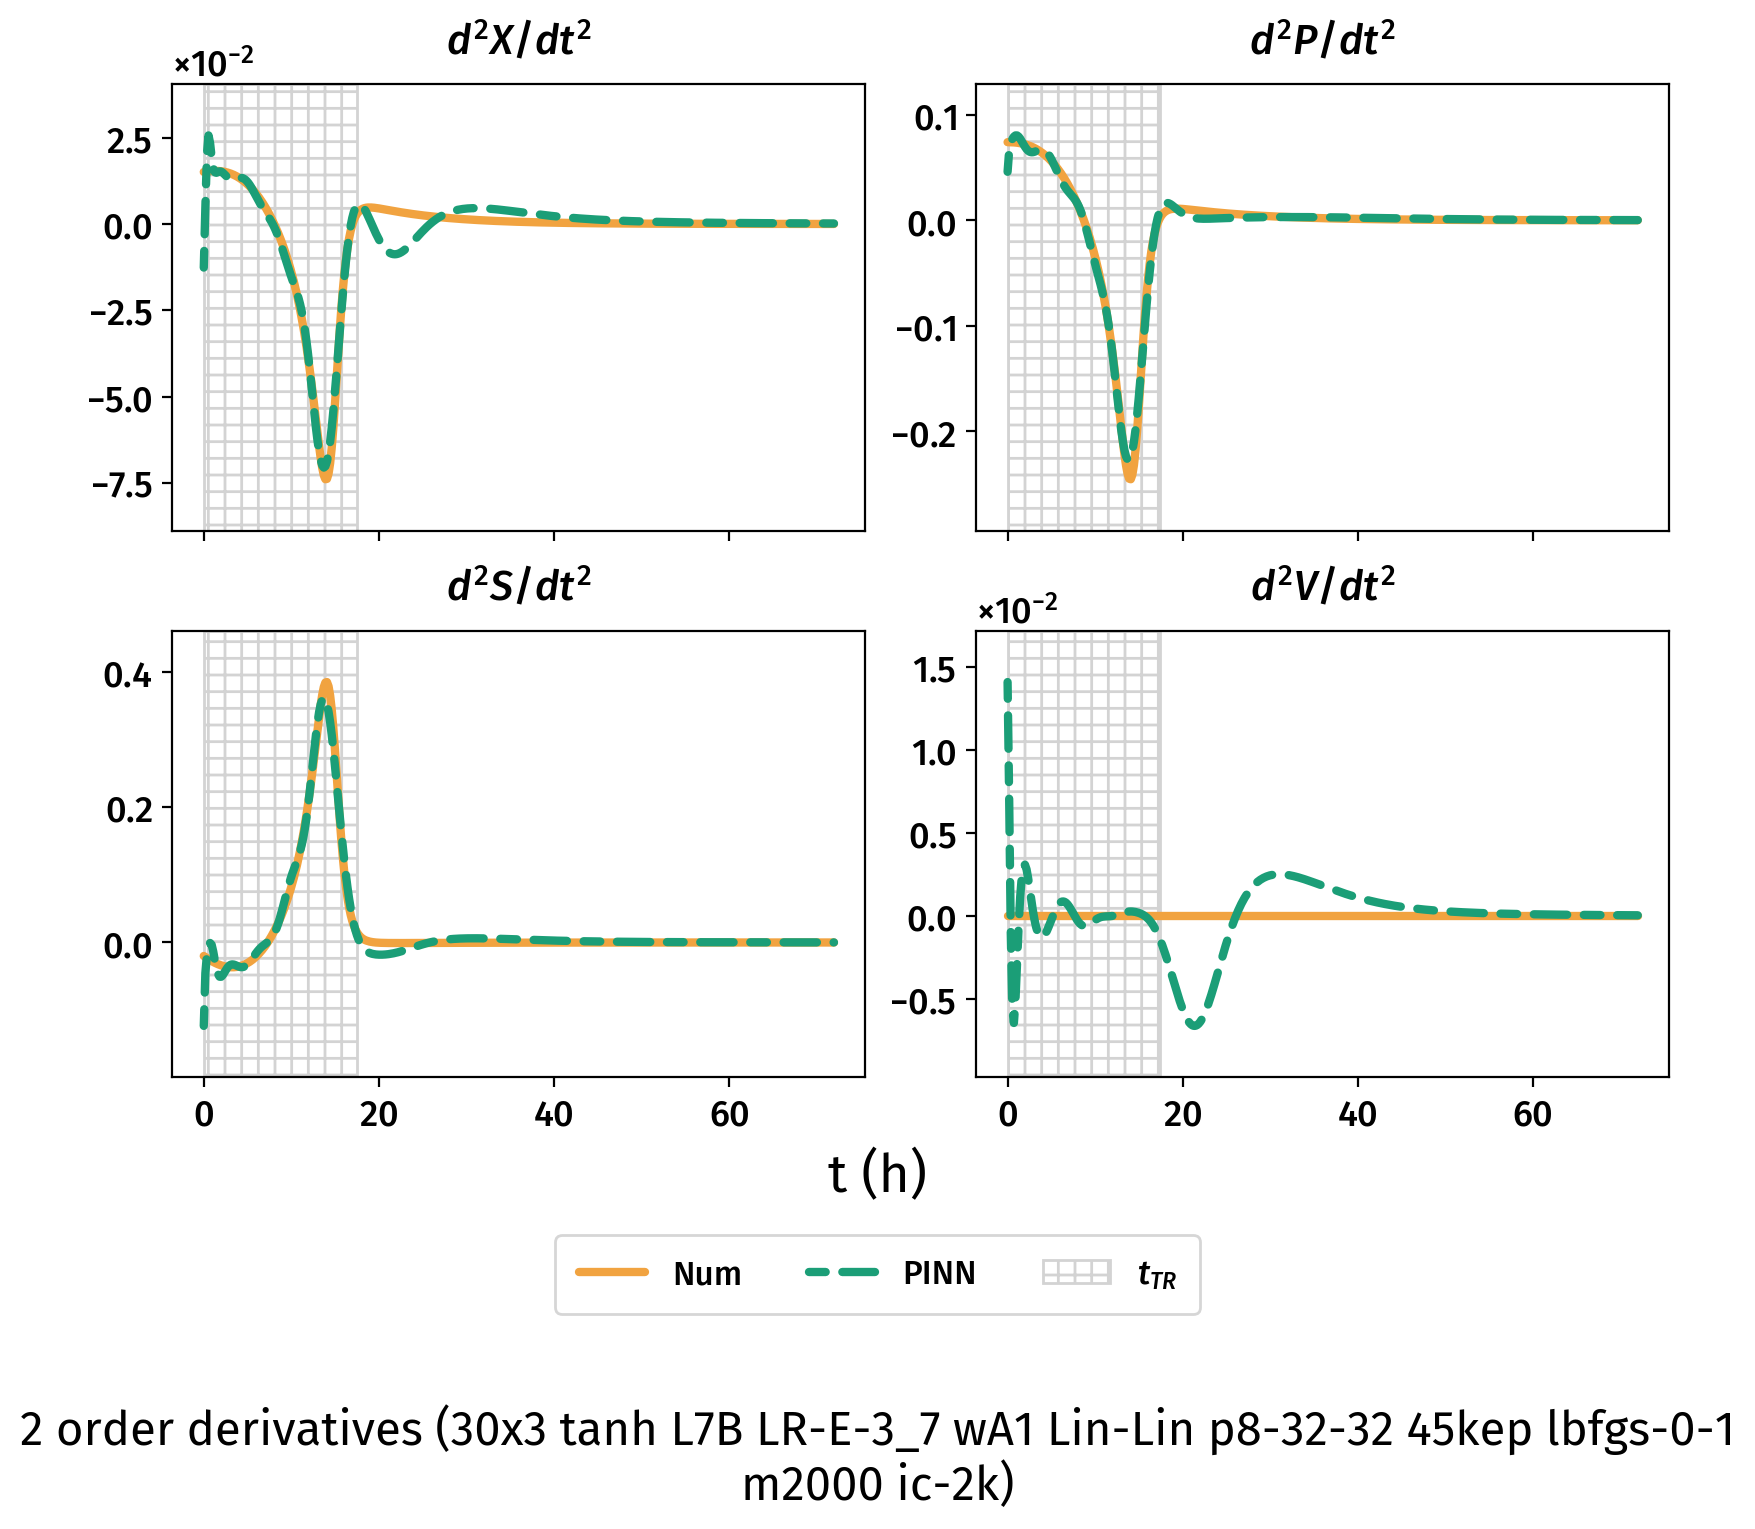 d²X/dt²
×10⁻²
2.5
0.0
−2.5
−5.0
−7.5
d²P/dt²
0.1
0.0
−0.1
−0.2
d²S/dt²
0.4
0.2
0.0
0 20 40 60
d²V/dt²
×10⁻²
1.5
1.0
0.5
0.0
−0.5
0 20 40 60
t (h)
Num PINN t_TR
2 order derivatives (30x3 tanh L7B LR-E-3_7 wA1 Lin-Lin p8-32-32 45kep lbfgs-0-1
m2000 ic-2k)